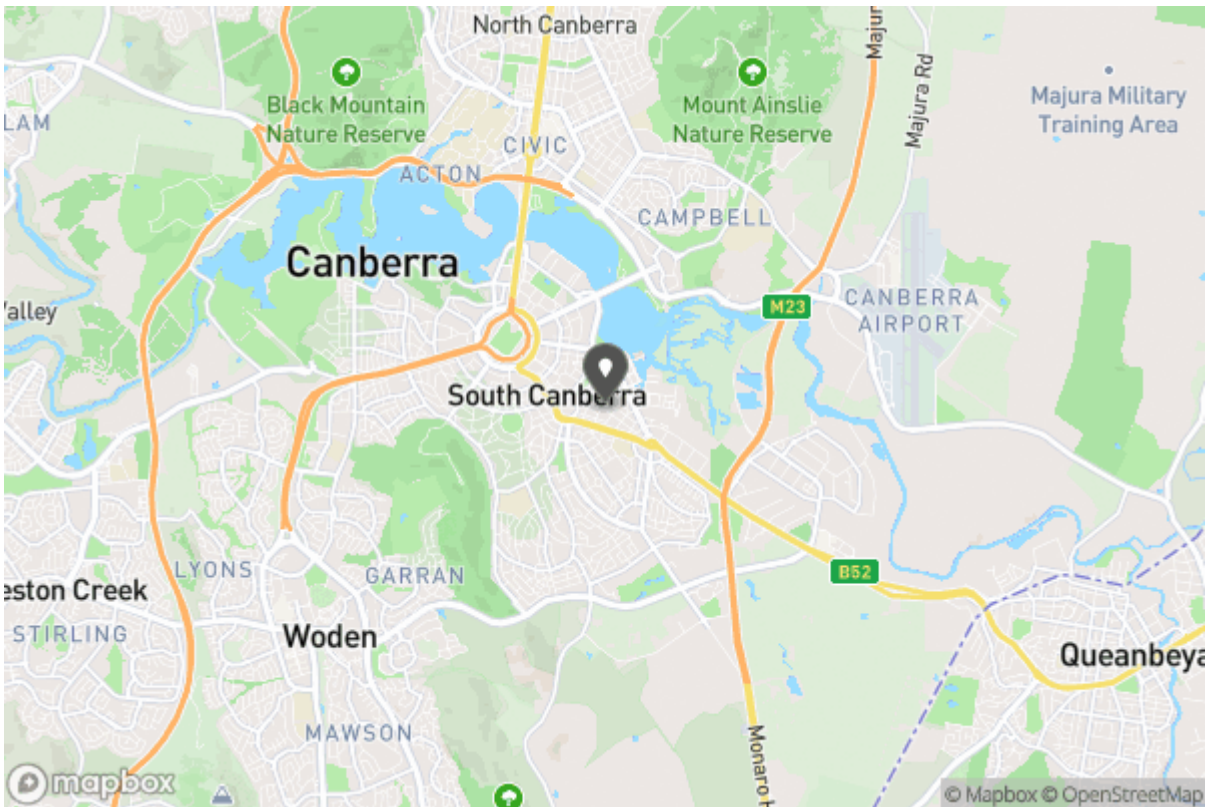 North Canberra
Black Mountain
Nature Reserve
Mount Ainslie
Nature Reserve
Majur
Majura Rd
Majura Military
Training Area
LAM
CIVIC
ACTON
CAMPBELL
Canberra
CANBERRA
AIRPORT
M23
alley
South Canberra
B52
LYONS
GARRAN
eston Creek
STIRLING
Woden
Queanbeya
MAWSON
Monaro H
mapbox
© Mapbox © OpenStreetMap